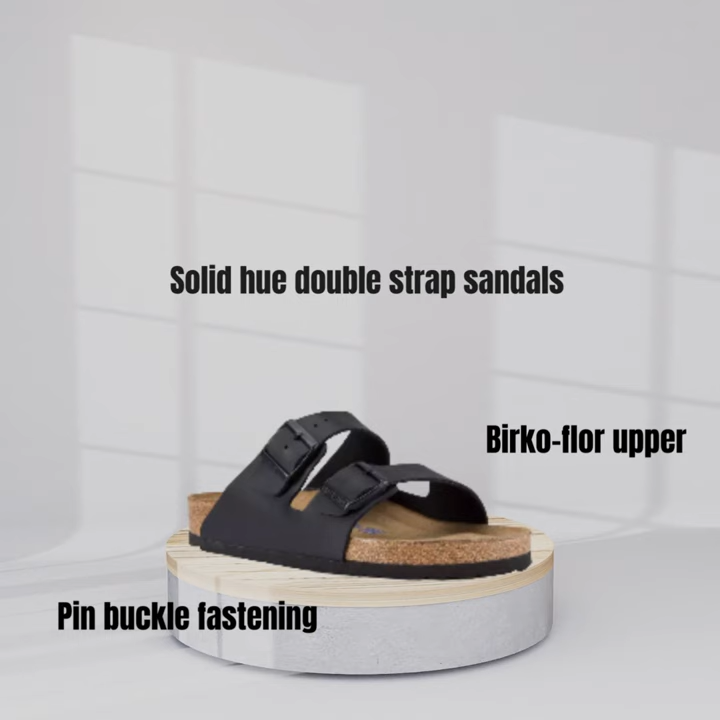 Solid hue double strap sandals
Birko-flor upper
Pin buckle fastening